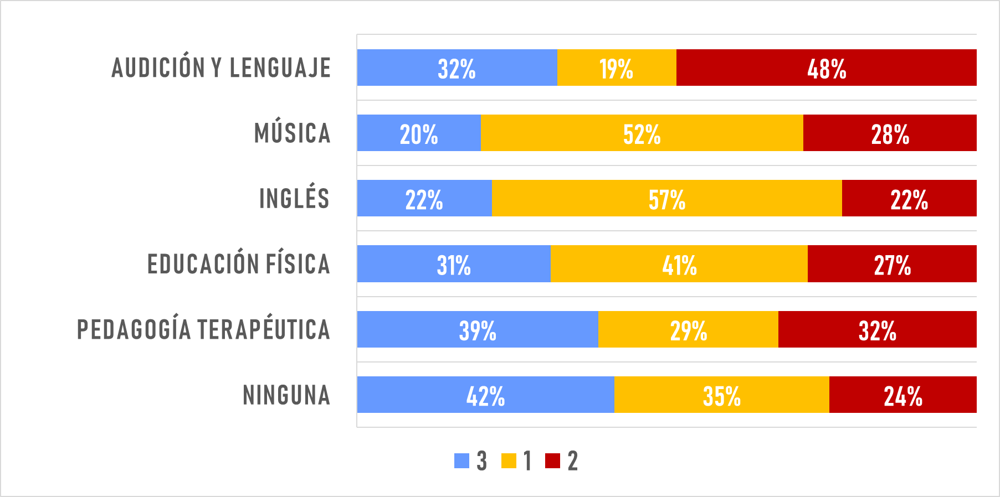 AUDICIÓN Y LENGUAJE 32% 19% 48%
MÚSICA 20% 52% 28%
INGLÉS 22% 57% 22%
EDUCACIÓN FÍSICA 31% 41% 27%
PEDAGOGÍA TERAPÉUTICA 39% 29% 32%
NINGUNA 42% 35% 24%
3 1 2